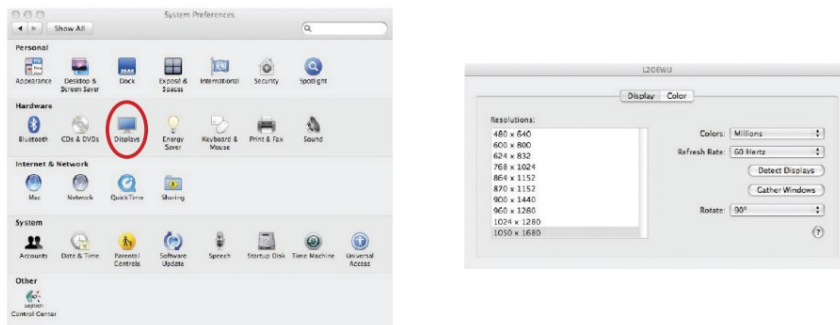 System Preferences
Show All
Personal
Appearance
Desktop &
Screen Saver
Dock
Exposé &
Spaces
International
Security
Spotlight
Hardware
Bluetooth
CDs & DVDs
Displays
Energy
Saver
Keyboard &
Mouse
Print & Fax
Sound
Internet & Network
Mac
Network
QuickTime
Sharing
System
Accounts
Date & Time
Parental
Controls
Software
Update
Speech
Startup Disk
Time Machine
Universal
Access
Other
Control Center
L206WU
Display Color
Resolutions:
480 x 640
600 x 800
624 x 832
768 x 1024
864 x 1152
870 x 1152
900 x 1440
960 x 1280
1024 x 1280
1050 x 1680
Colors: Millions
Refresh Rate: 60 Hertz
Detect Displays
Gather Windows
Rotate: 90°
?